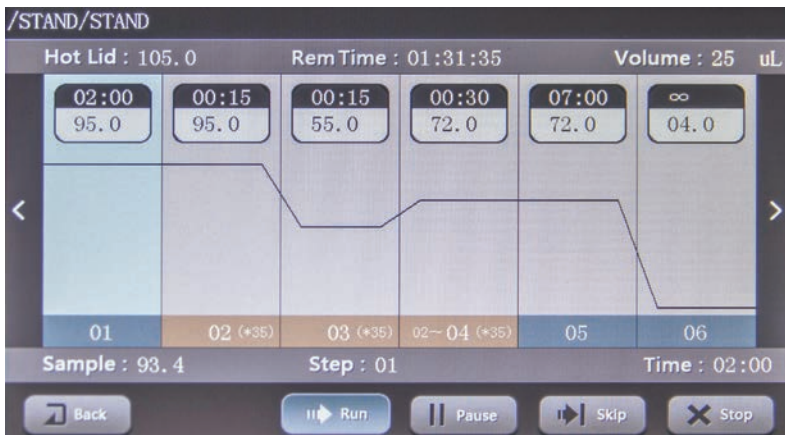 /STAND/STAND
Hot Lid : 105.0 Rem Time : 01:31:35 Volume : 25 uL
02:00 00:15 00:15 00:30 07:00 ∞
95.0 95.0 55.0 72.0 72.0 04.0
01 02 (*35) 03 (*35) 02~04 (*35) 05 06
Sample : 93.4 Step : 01 Time : 02:00
Back Run Pause Skip Stop